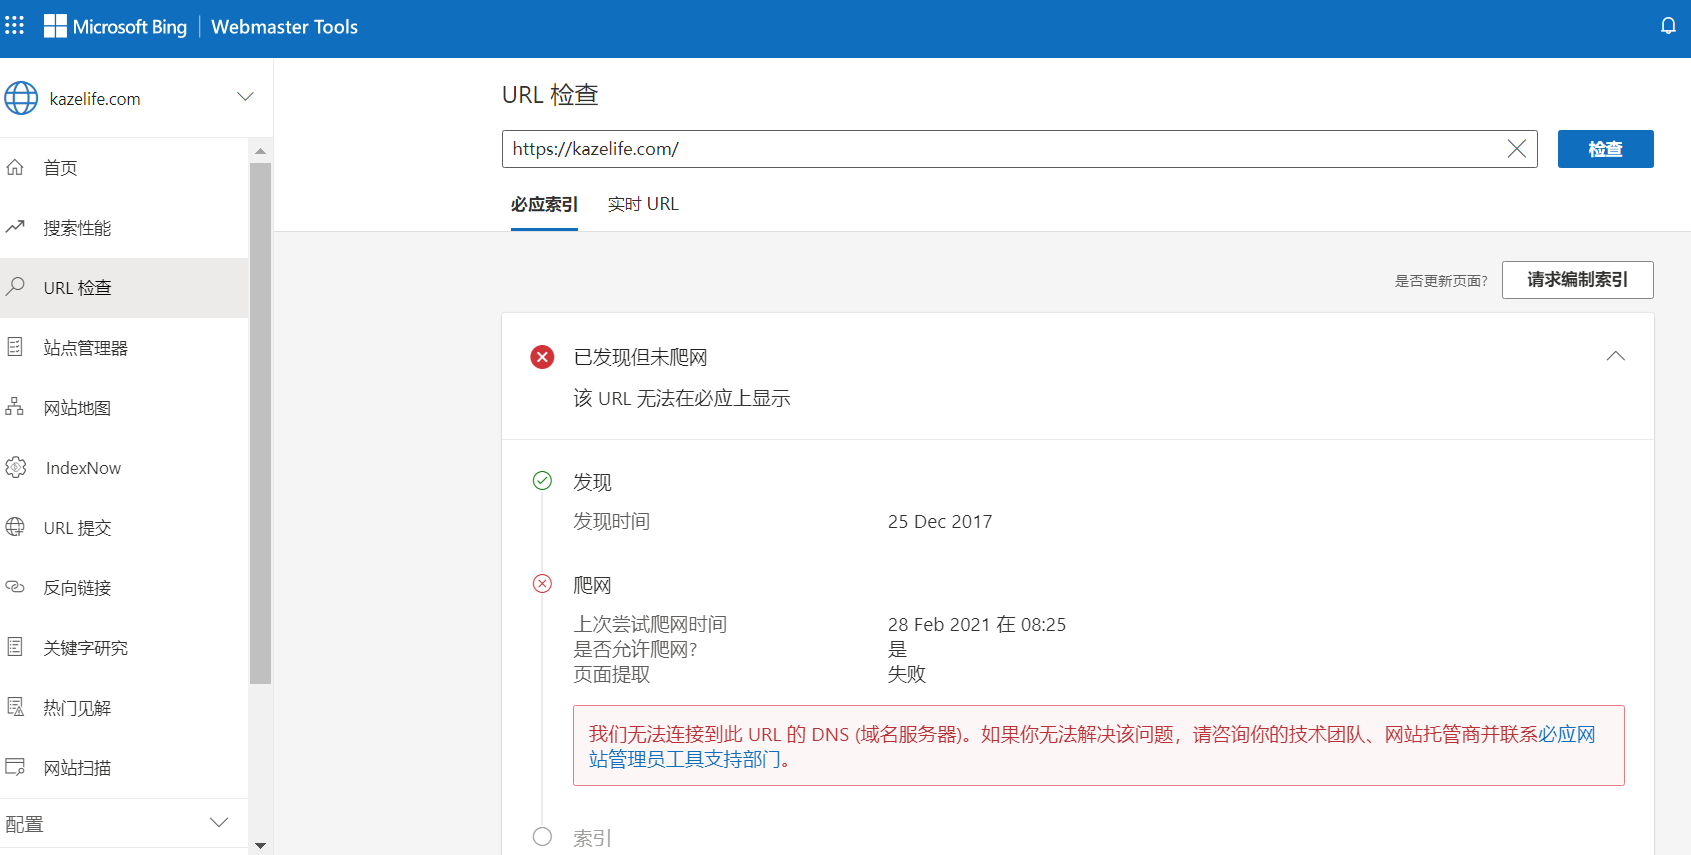 Microsoft Bing | Webmaster Tools
kazelife.com
首页
搜索性能
URL 检查
站点管理器
网站地图
IndexNow
URL 提交
反向链接
关键字研究
热门见解
网站扫描
配置
URL 检查
https://kazelife.com/
检查
必应索引 实时 URL
是否更新页面? 请求编制索引
已发现但未爬网
该 URL 无法在必应上显示
发现
发现时间 25 Dec 2017
爬网
上次尝试爬网时间 28 Feb 2021 在 08:25
是否允许爬网? 是
页面提取 失败
我们无法连接到此 URL 的 DNS (域名服务器)。如果你无法解决该问题，请咨询你的技术团队、网站托管商并联系必应网
站管理员工具支持部门。
索引